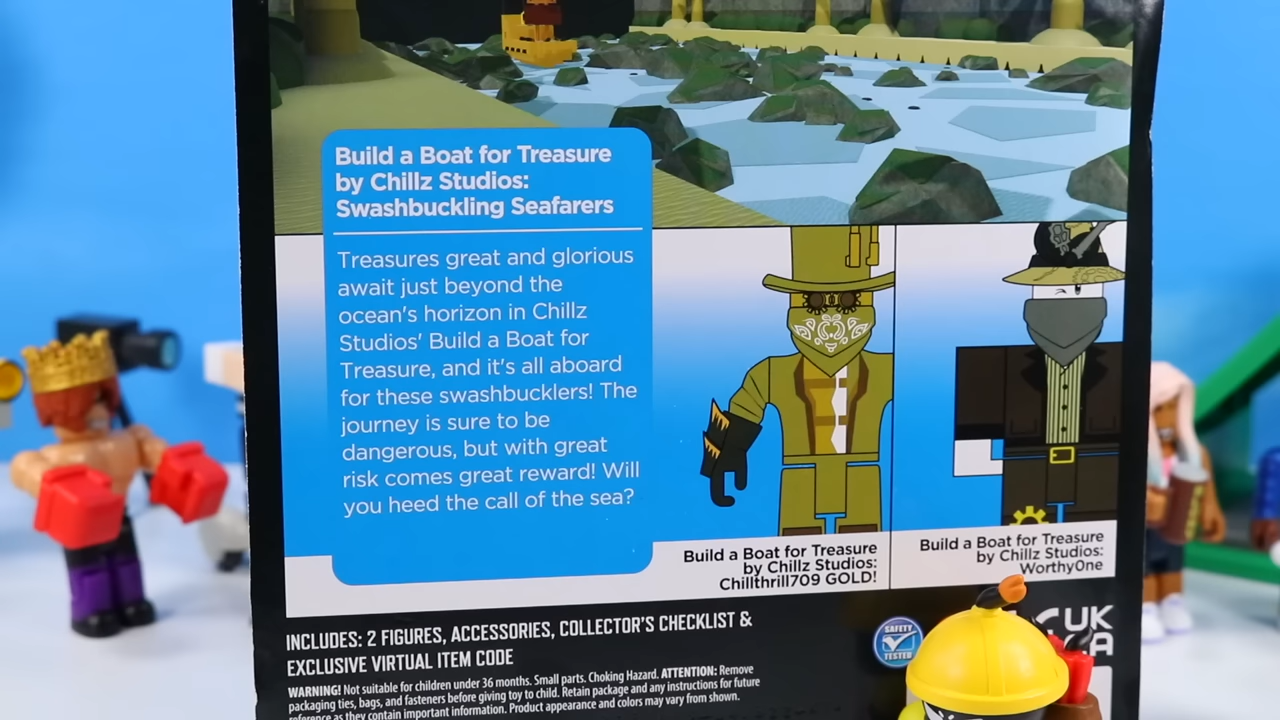 Build a Boat for Treasure
by Chillz Studios:
Swashbuckling Seafarers
Treasures great and glorious
await just beyond the
ocean's horizon in Chillz
Studios' Build a Boat for
Treasure, and it's all aboard
for these swashbucklers! The
journey is sure to be
dangerous, but with great
risk comes great reward! Will
you heed the call of the sea?
Build a Boat for Treasure
by Chillz Studios:
Chillthrill709 GOLD!
Build a Boat for Treasure
by Chillz Studios:
Worthy0ne
INCLUDES: 2 FIGURES, ACCESSORIES, COLLECTOR'S CHECKLIST &
EXCLUSIVE VIRTUAL ITEM CODE
WARNING! Not suitable for children under 36 months. Small parts. Choking Hazard. ATTENTION: Remove
packaging ties, bags, and fasteners before giving toy to child. Retain package and any instructions for future
reference as they contain important information. Product appearance and colors may vary from shown.
SAFETY
TESTED
UK
CA